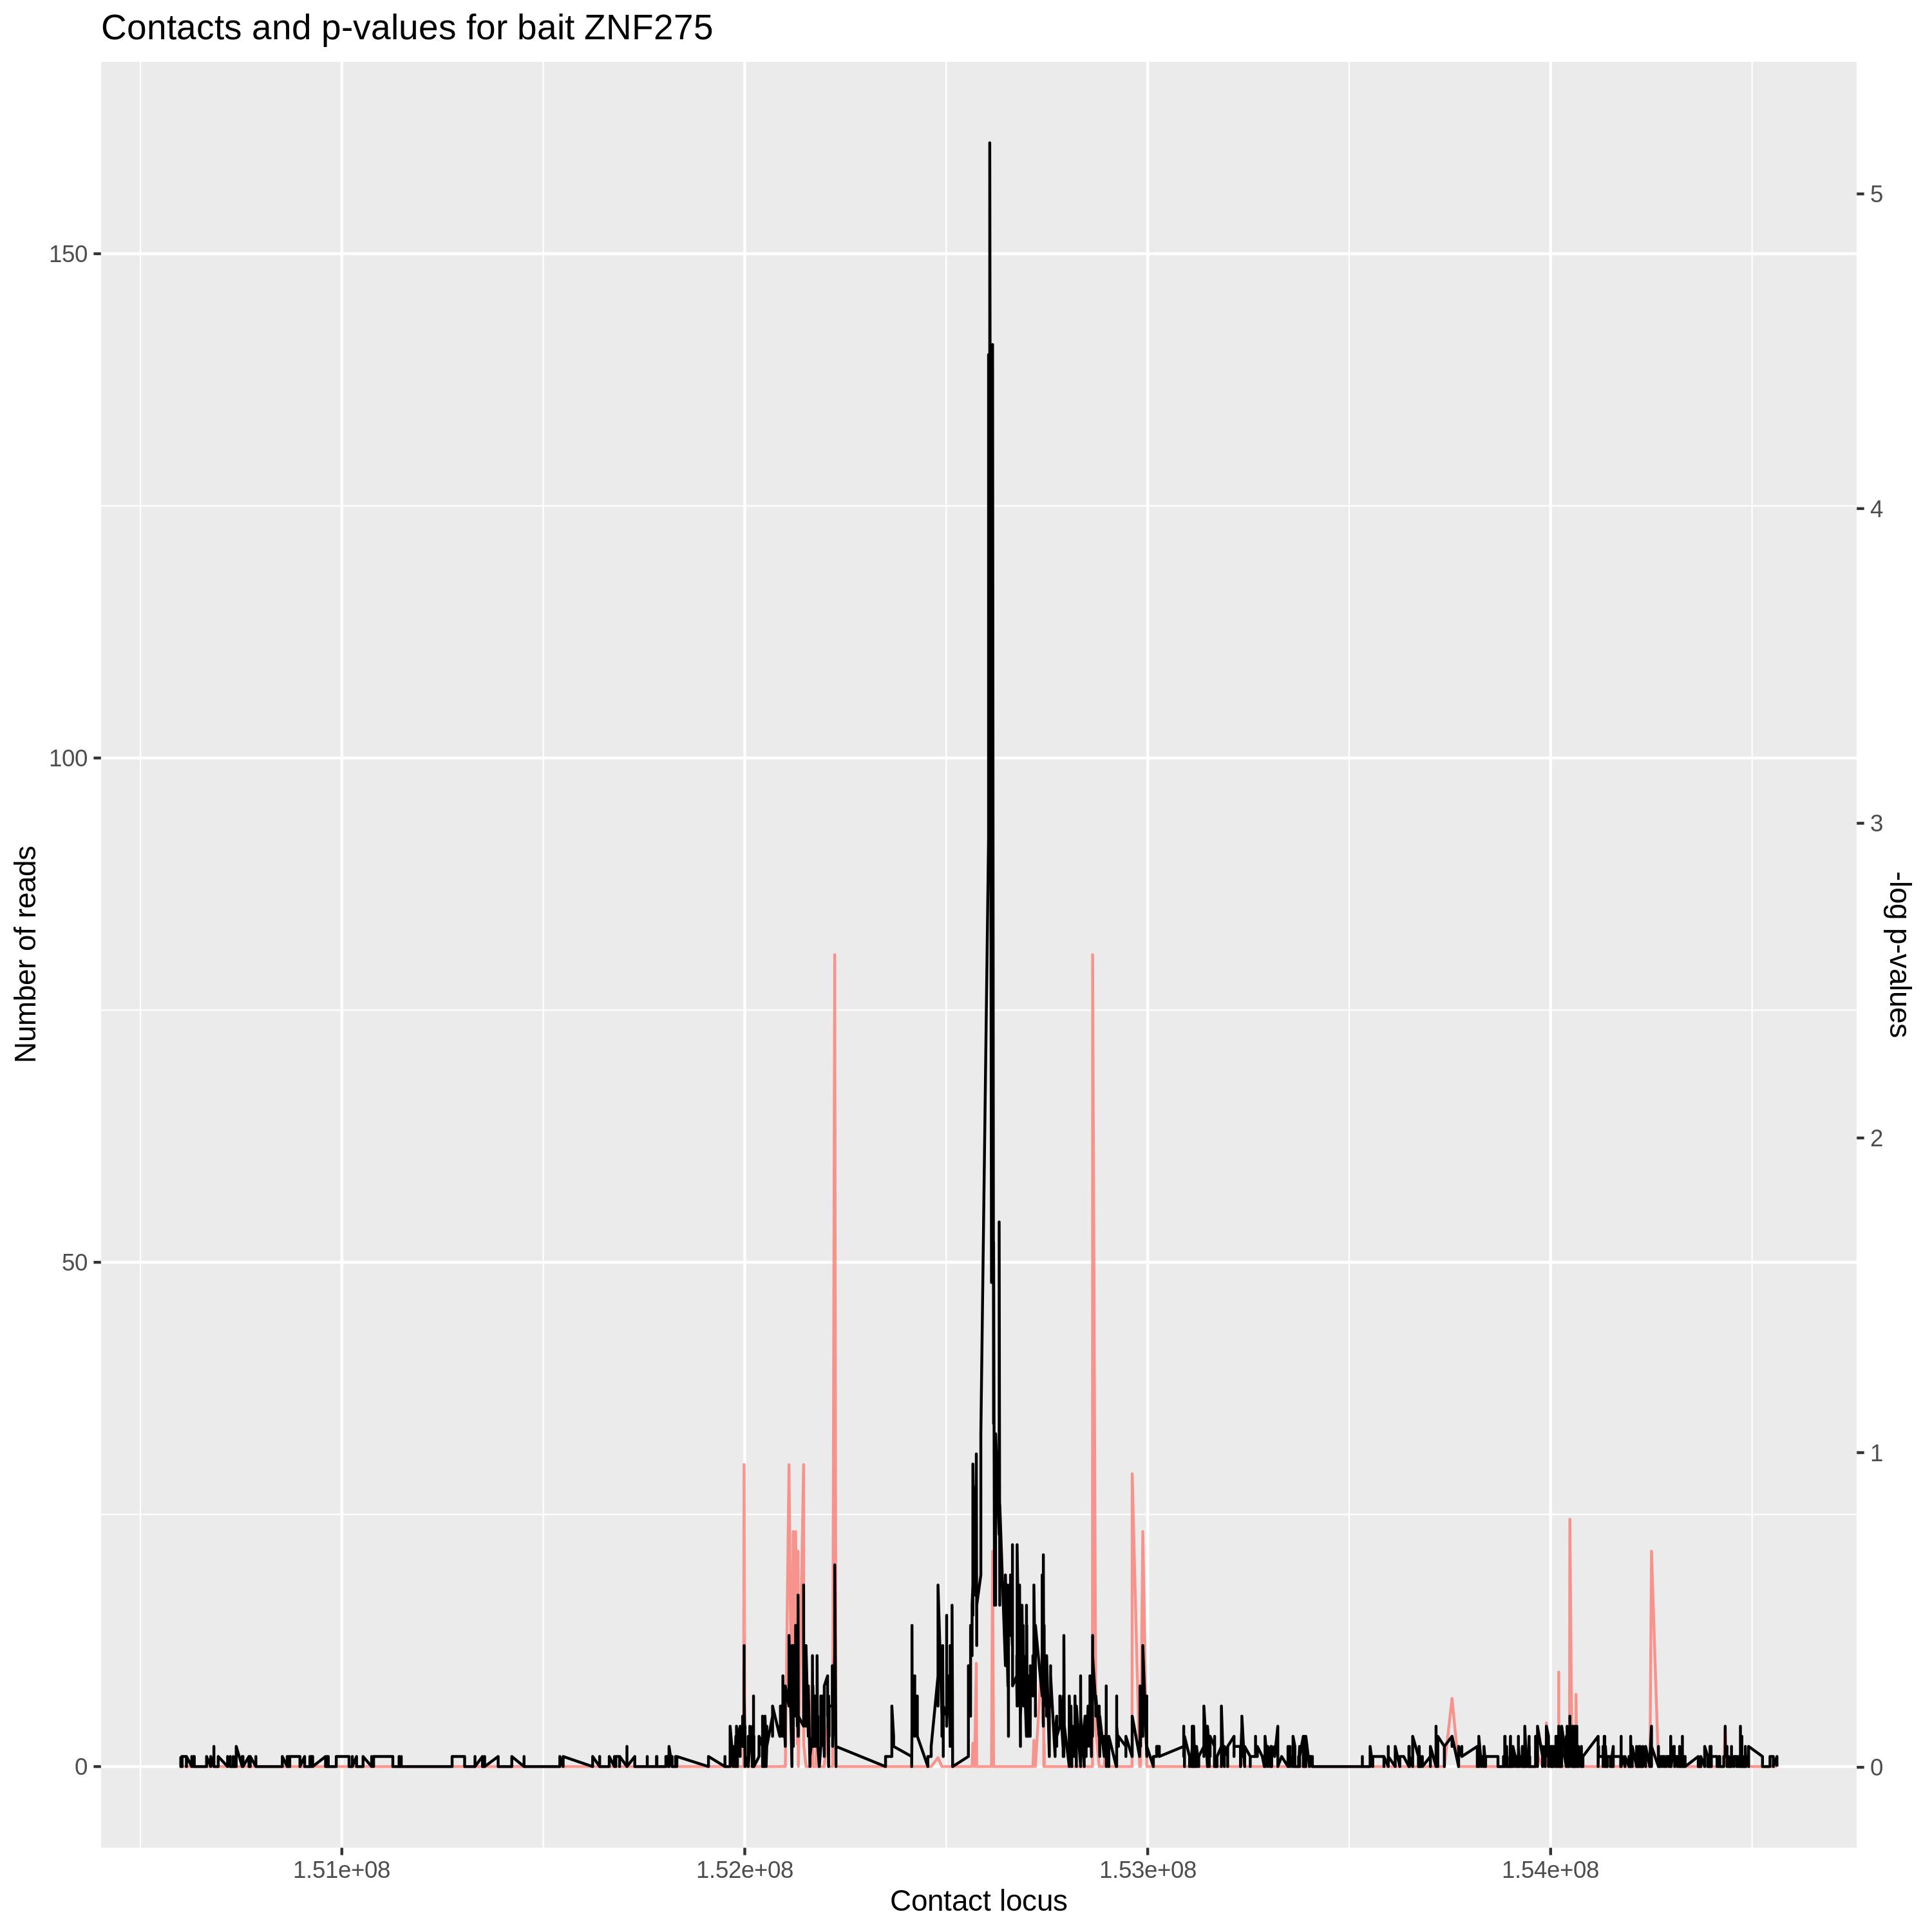 Contacts and p-values for bait ZNF275
Number of reads
150
100
50
0
5
4
3
2
1
0
-log p-values
1.51e+08
1.52e+08
1.53e+08
1.54e+08
Contact locus